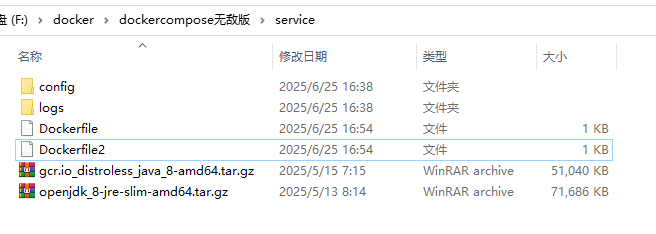 盘 (F:) › docker › dockercompose无敌版 › service
名称 修改日期 类型 大小
config 2025/6/25 16:38 文件夹
logs 2025/6/25 16:38 文件夹
Dockerfile 2025/6/25 16:54 文件 1 KB
Dockerfile2 2025/6/25 16:54 文件 1 KB
gcr.io_distroless_java_8-amd64.tar.gz 2025/5/15 7:15 WinRAR archive 51,040 KB
openjdk_8-jre-slim-amd64.tar.gz 2025/5/13 8:14 WinRAR archive 71,686 KB